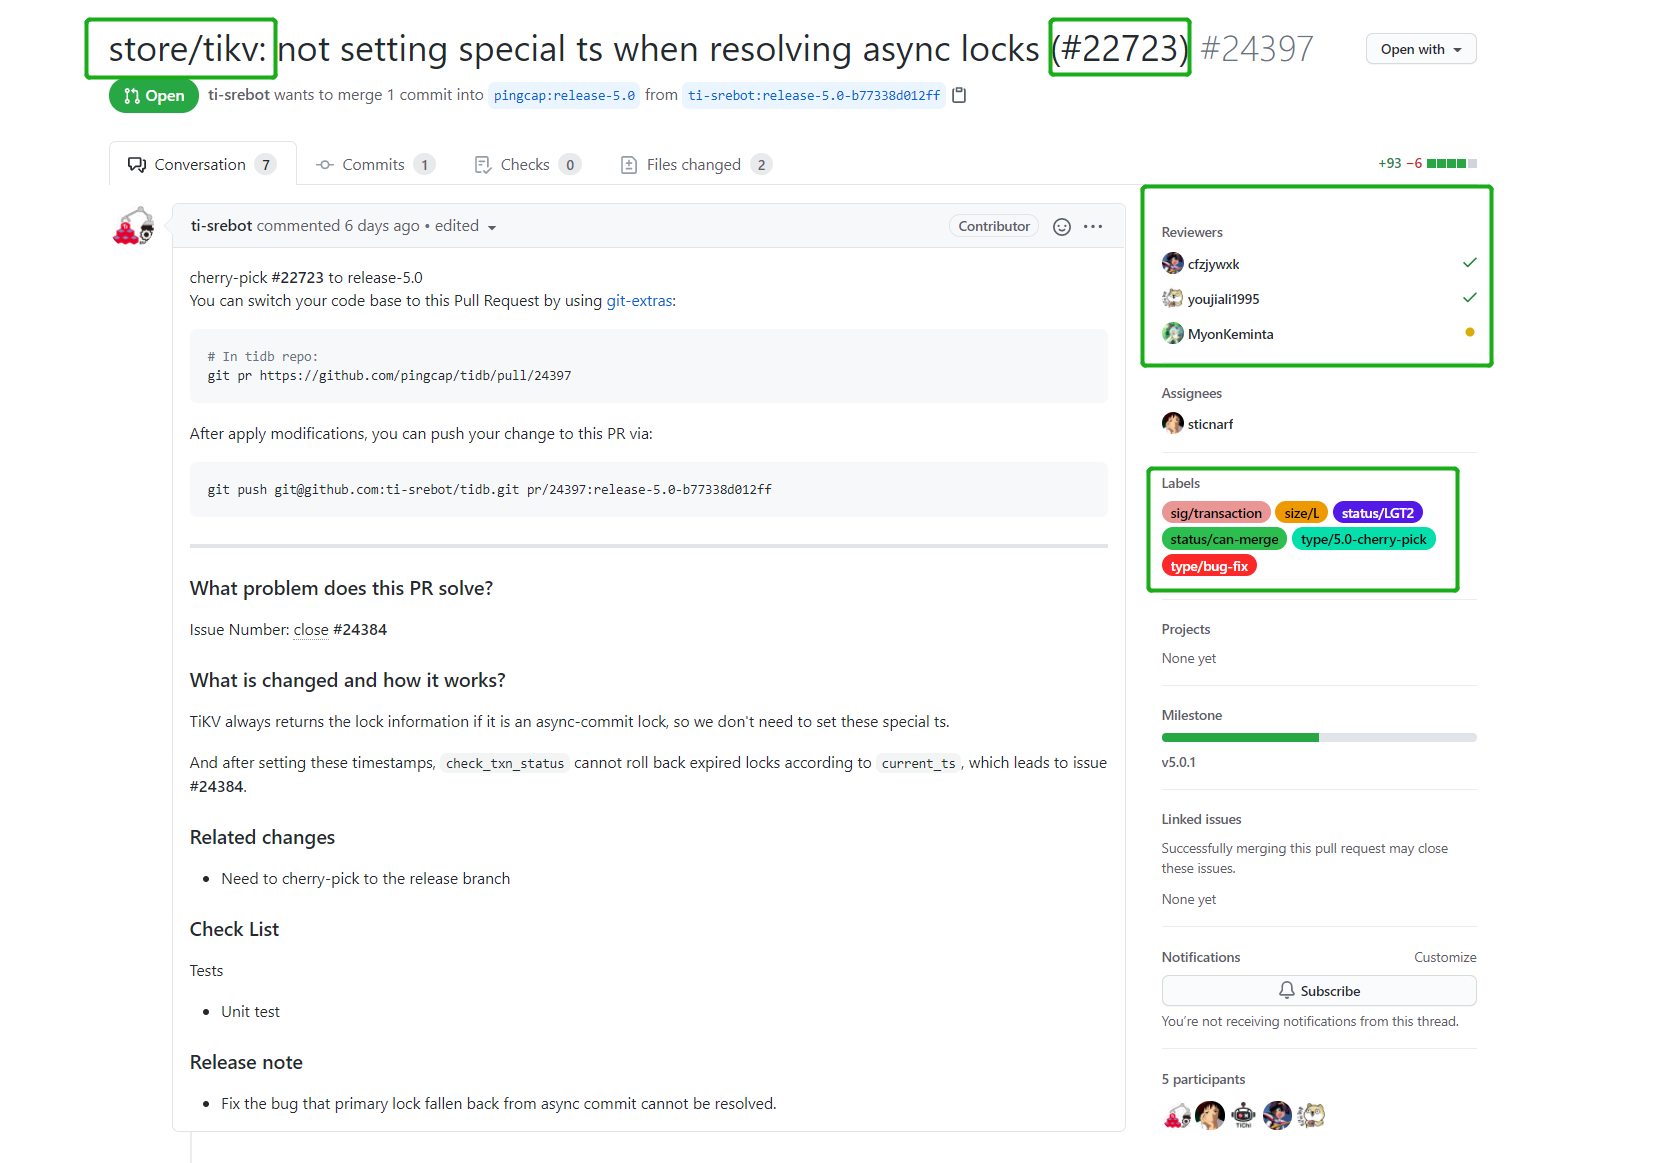 store/tikv: not setting special ts when resolving async locks (#22723) #24397
Open with
Open
ti-srebot wants to merge 1 commit into pingcap:release-5.0 from ti-srebot:release-5.0-b77338d012ff
Conversation 7
Commits 1
Checks 0
Files changed 2
+93 −6
ti-srebot commented 6 days ago • edited
Contributor
cherry-pick #22723 to release-5.0
You can switch your code base to this Pull Request by using git-extras:
# In tidb repo:
git pr https://github.com/pingcap/tidb/pull/24397
After apply modifications, you can push your change to this PR via:
git push git@github.com:ti-srebot/tidb.git pr/24397:release-5.0-b77338d012ff
What problem does this PR solve?
Issue Number: close #24384
What is changed and how it works?
TiKV always returns the lock information if it is an async-commit lock, so we don't need to set these special ts.
And after setting these timestamps, check_txn_status cannot roll back expired locks according to current_ts, which leads to issue
#24384.
Related changes
• Need to cherry-pick to the release branch
Check List
Tests
• Unit test
Release note
• Fix the bug that primary lock fallen back from async commit cannot be resolved.
Reviewers
cfzjywxk
youjiali1995
MyonKeminta
Assignees
sticnarf
Labels
sig/transaction size/L status/LGT2
status/can-merge type/5.0-cherry-pick
type/bug-fix
Projects
None yet
Milestone
v5.0.1
Linked issues
Successfully merging this pull request may close
these issues.
None yet
Notifications Customize
Subscribe
You're not receiving notifications from this thread.
5 participants
TiChi